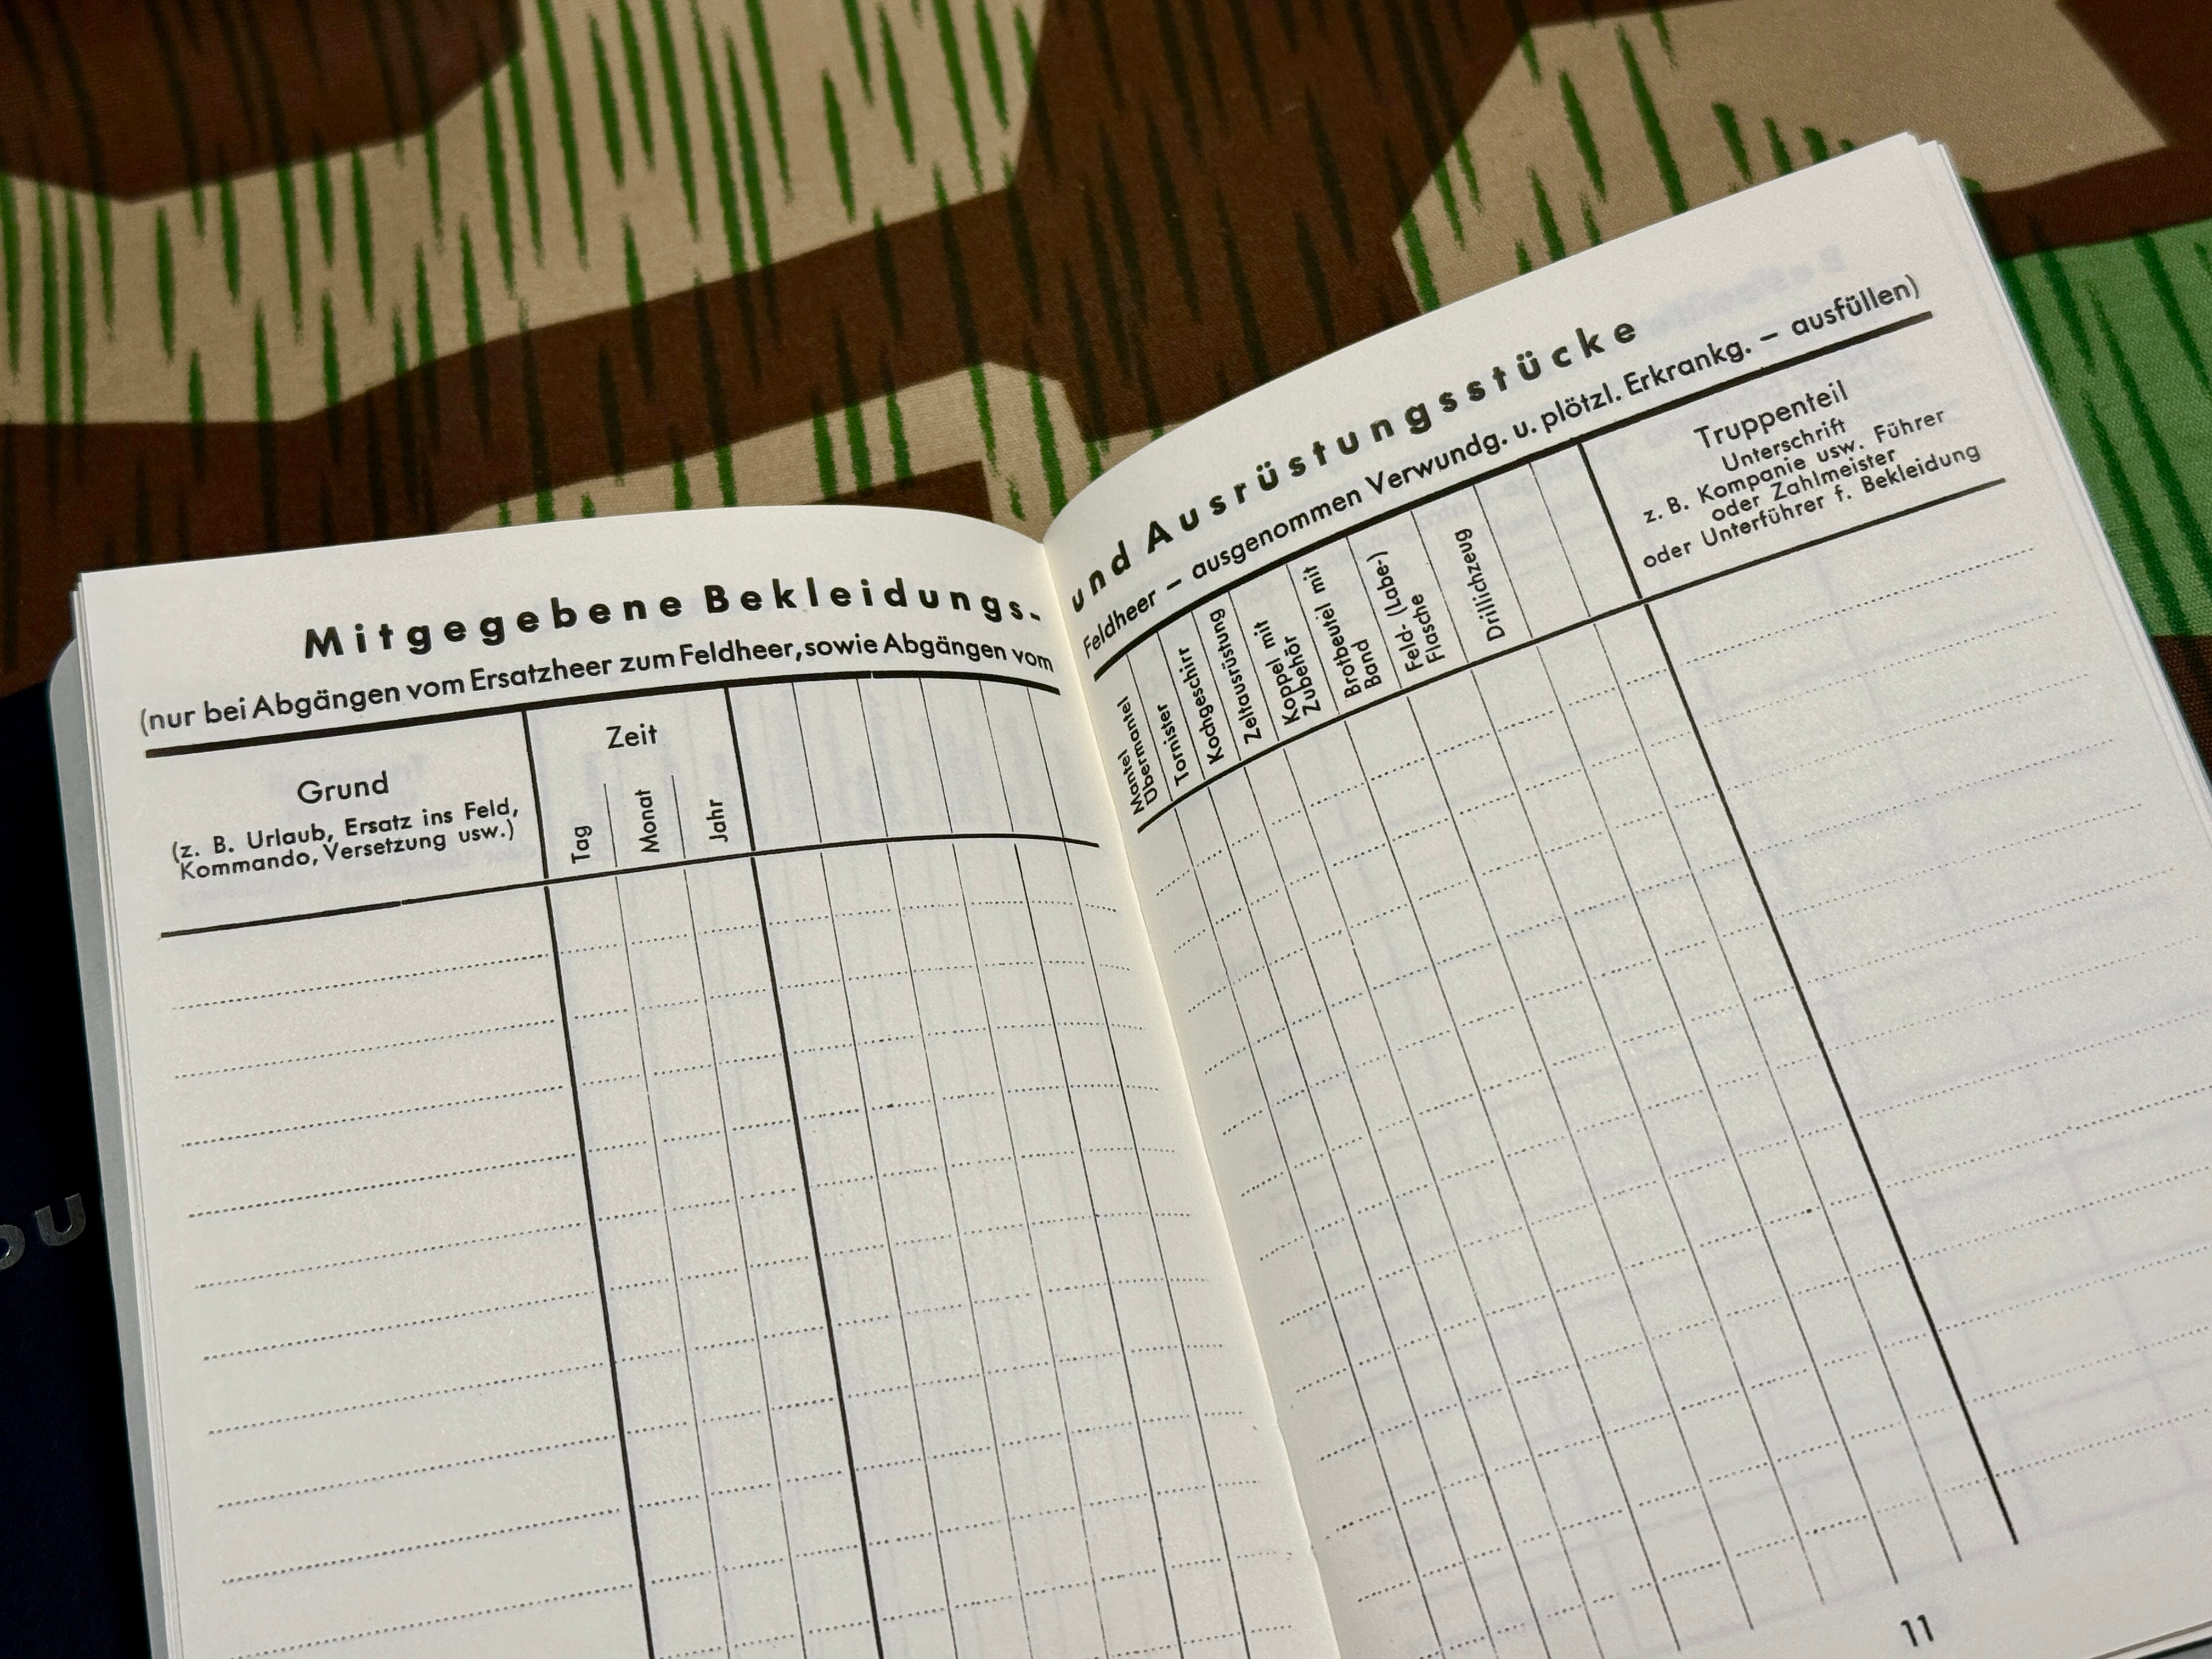 Mitgegebene Bekleidungs-
(nur bei Abgängen vom Ersatzheer zum Feldheer, sowie Abgängen vom
Grund
(z. B. Urlaub, Ersatz ins Feld,
Kommando, Versetzung usw.)
Zeit
Tag
Monat
Jahr
und Ausrüstungsstücke
Feldheer – ausgenommen Verwundg. u. plötzl. Erkrankg. – ausfüllen)
Mantel
Übermantel
Tornister
Kochgeschirr
Zeltausrüstung
Koppel mit
Zubehör
Brotbeutel mit
Band
Feld- (Labe-)
Flasche
Drillichzeug
Truppenteil
Unterschrift
z. B. Kompanie usw. Führer
oder Zahlmeister
oder Unterführer f. Bekleidung
11